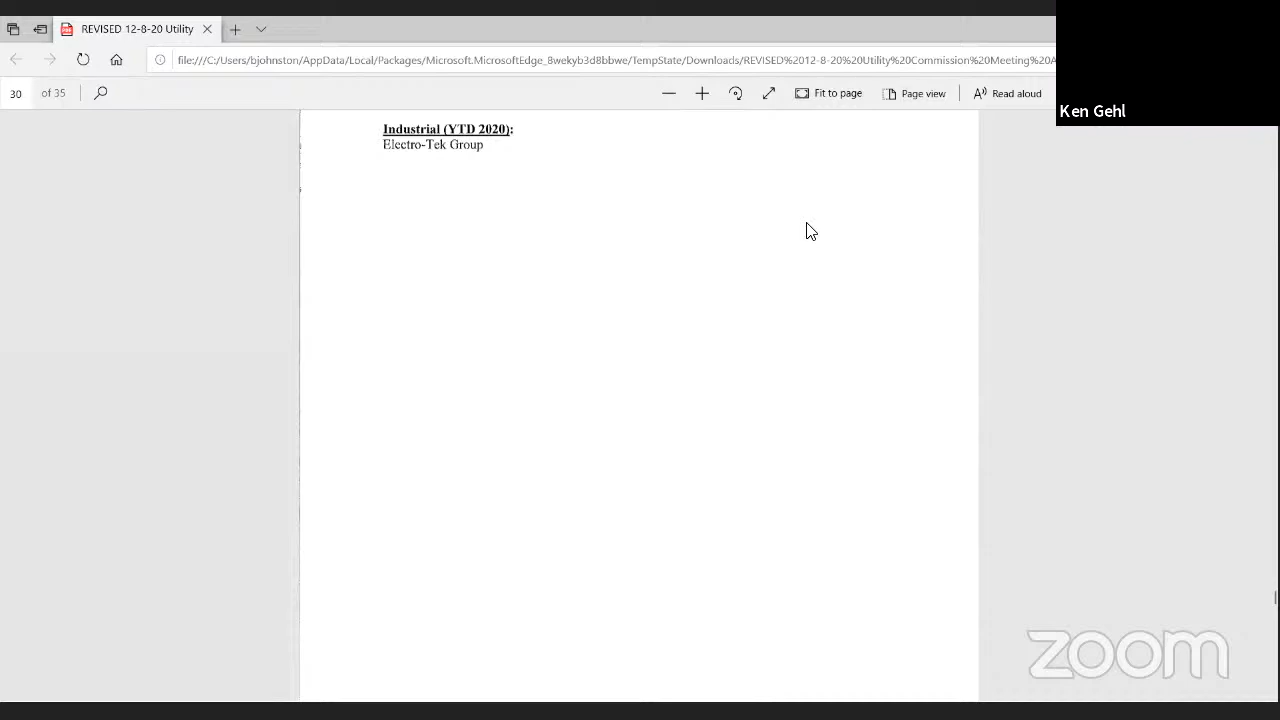 REVISED 12-8-20 Utility
file:///C:/Users/bjohnston/AppData/Local/Packages/Microsoft.MicrosoftEdge_8wekyb3d8bbwe/TempState/Downloads/REVISED%2012-8-20%20Utility%20Commission%20Meeting%20A
30 of 35
Fit to page
Page view
Read aloud
Ken Gehl
Industrial (YTD 2020):
Electro-Tek Group
zoom